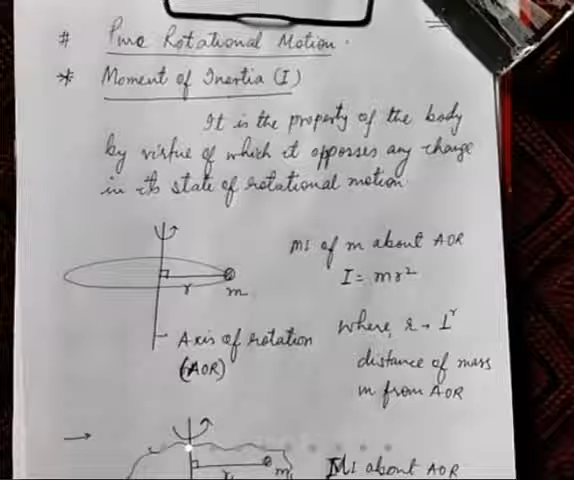 # Pure Rotational Motion.
* Moment of Inertia (I)
It is the property of the body
by virtue of which it opposses any change
in its state of rotational motion
MI of m about AOR
I = mr²
r
m
Axis of rotation
(AOR)
where, r → ⊥r
distance of mass
m from AOR
→
r
m
MI about AOR